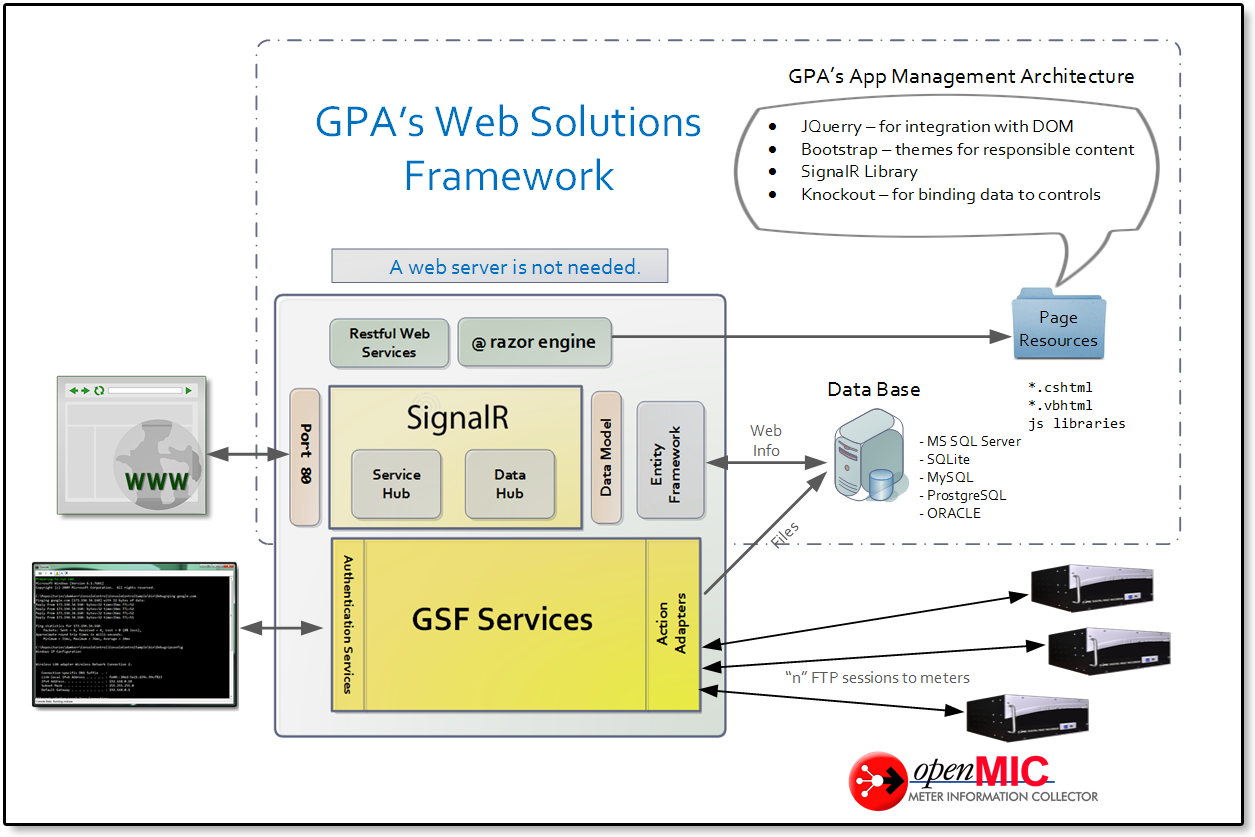 GPA's App Management Architecture
GPA's Web Solutions
Framework
• JQuerry – for integration with DOM
• Bootstrap – themes for responsible content
• SignalR Library
• Knockout – for binding data to controls
A web server is not needed.
Restful Web
Services
@ razor engine
Page
Resources
*.cshtml
*.vbhtml
js libraries
Port 80
SignalR
Service
Hub
Data
Hub
Data Model
Entity
Framework
Web
Info
Data Base
- MS SQL Server
- SQLite
- MySQL
- ProstgreSQL
- ORACLE
WWW
Files
Authentication Services
GSF Services
Action
Adapters
"n" FTP sessions to meters
openMIC
METER INFORMATION COLLECTOR